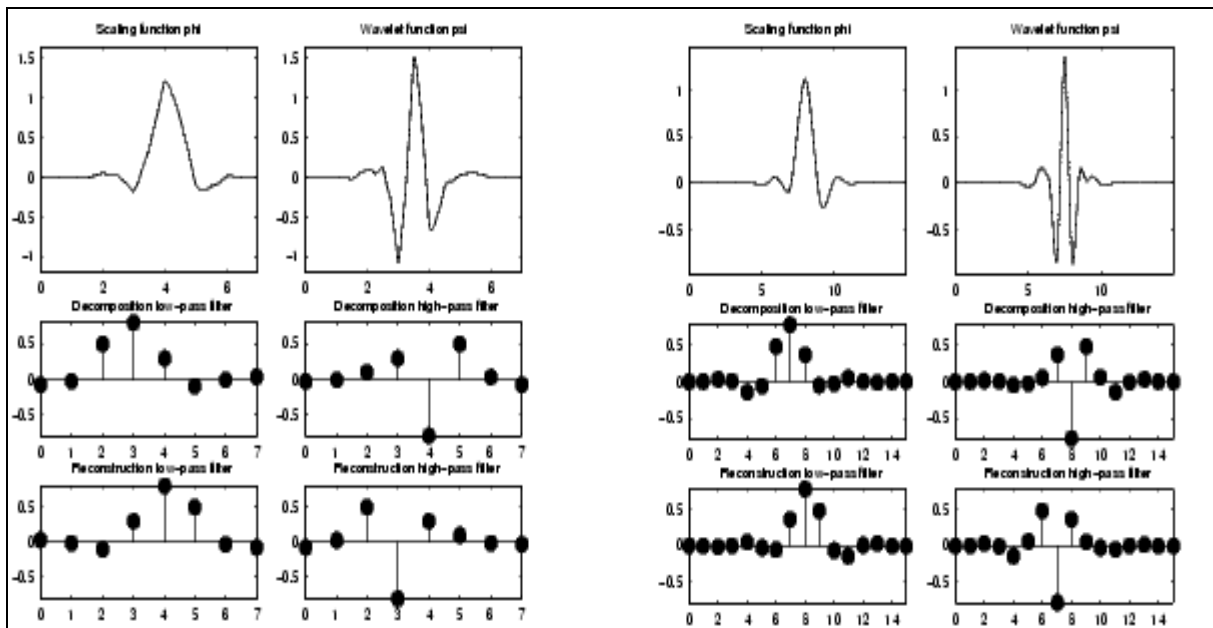 Scaling function phi
Wavelet function psi
1.5
1
0.5
0
-0.5
-1
0 2 4 6
0 2 4 6
Decomposition low-pass filter
Decomposition high-pass filter
0.5
0
-0.5
0 1 2 3 4 5 6 7
0.5
0
-0.5
0 1 2 3 4 5 6 7
Reconstruction low-pass filter
Reconstruction high-pass filter
0.5
0
-0.5
0 1 2 3 4 5 6 7
0.5
0
-0.5
0 1 2 3 4 5 6 7
Scaling function phi
Wavelet function psi
1
0.5
0
-0.5
0 5 10
1
0.5
0
-0.5
0 5 10
Decomposition low-pass filter
Decomposition high-pass filter
0.5
0
-0.5
0 2 4 6 8 10 12 14
0.5
0
-0.5
0 2 4 6 8 10 12 14
Reconstruction low-pass filter
Reconstruction high-pass filter
0.5
0
-0.5
0 2 4 6 8 10 12 14
0.5
0
-0.5
0 2 4 6 8 10 12 14